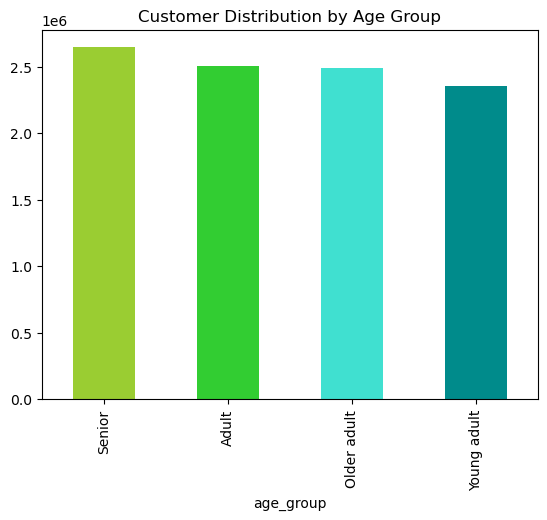 Customer Distribution by Age Group
1e6
2.5
2.0
1.5
1.0
0.5
0.0
Senior
Adult
Older adult
Young adult
age_group